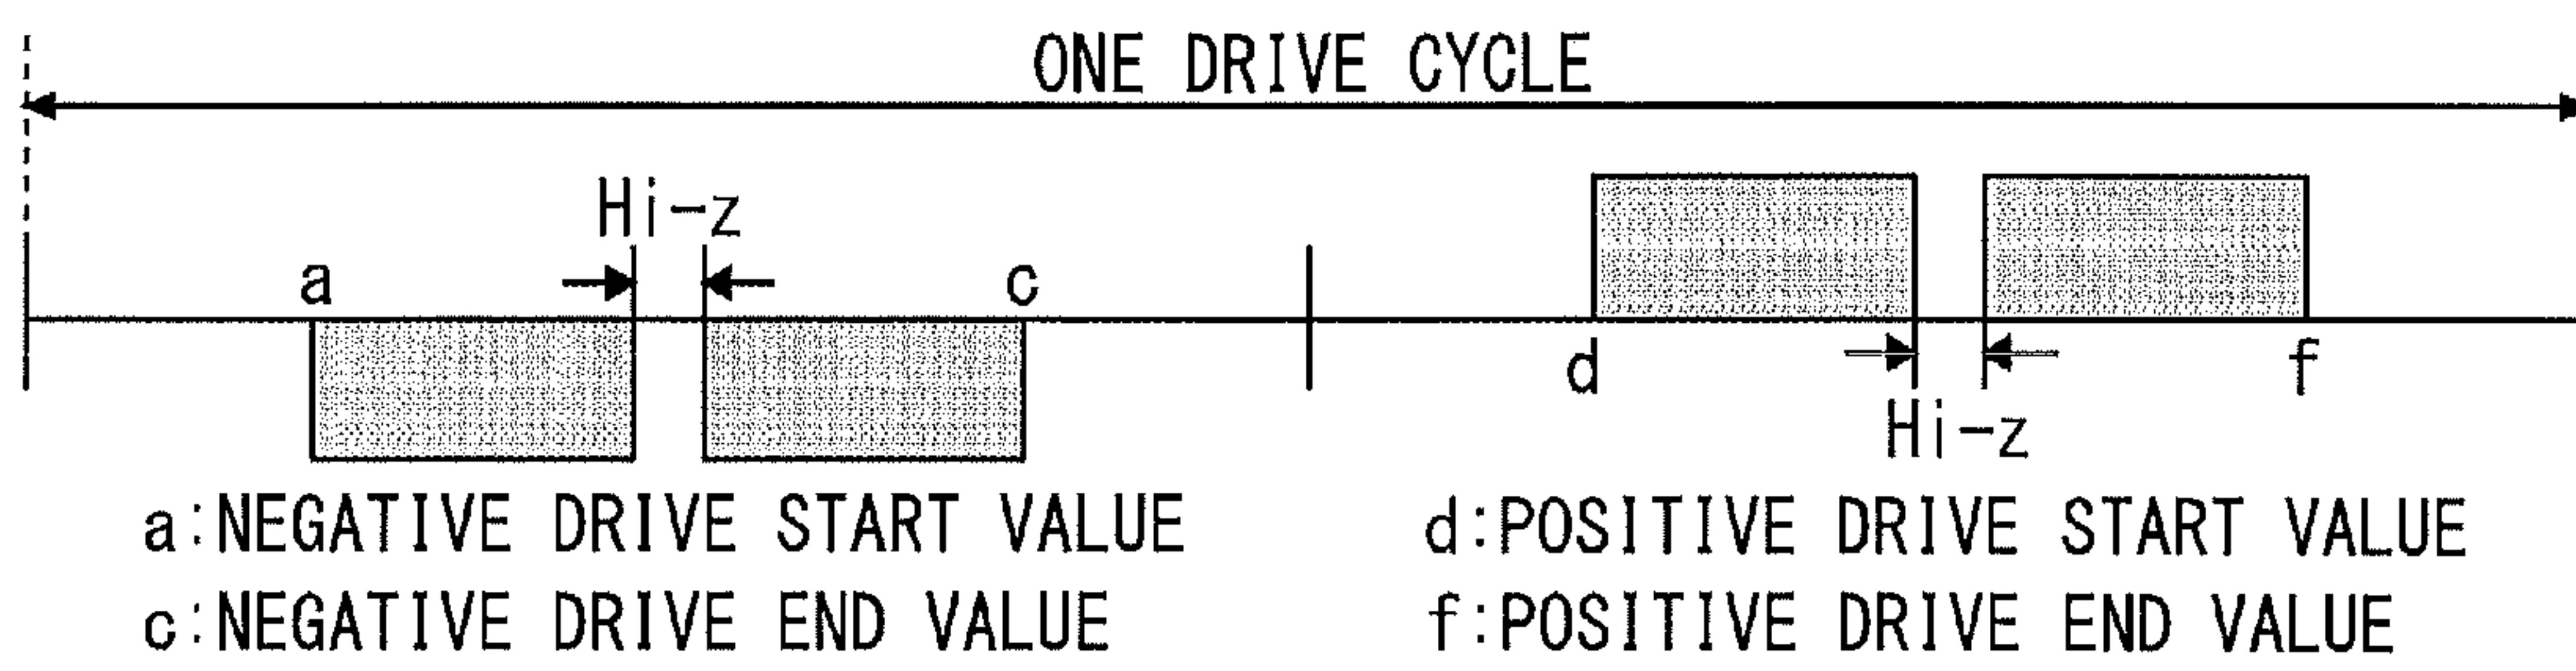 ONE DRIVE CYCLE
Hi-z
a
c
d
f
Hi-z
a:NEGATIVE DRIVE START VALUE
c:NEGATIVE DRIVE END VALUE
d:POSITIVE DRIVE START VALUE
f:POSITIVE DRIVE END VALUE